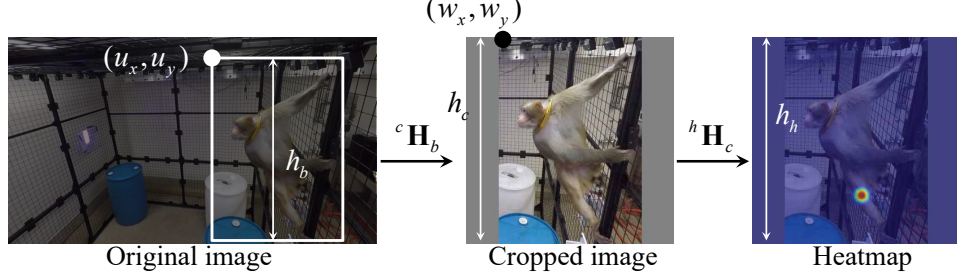 (w_x, w_y)
(u_x, u_y)
h_b
^c H_b
h_c
^h H_c
h_h
Original image
Cropped image
Heatmap